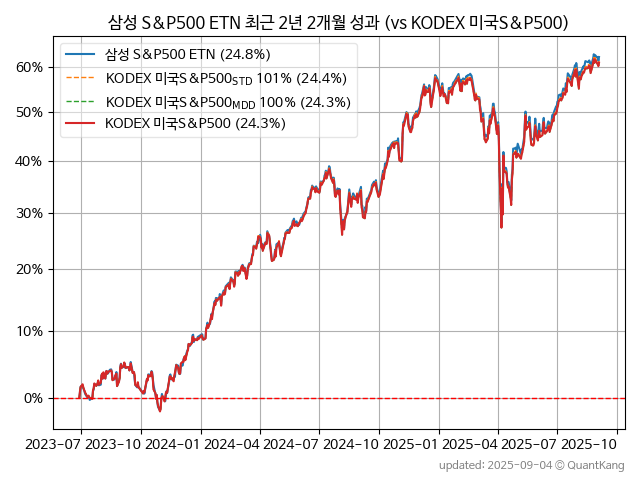 삼성 S&P500 ETN 최근 2년 2개월 성과 (vs KODEX 미국S&P500)
삼성 S&P500 ETN (24.8%)
KODEX 미국S&P500STD 101% (24.4%)
KODEX 미국S&P500MDD 100% (24.3%)
KODEX 미국S&P500 (24.3%)
60%
50%
40%
30%
20%
10%
0%
2023-07 2023-10 2024-01 2024-04 2024-07 2024-10 2025-01 2025-04 2025-07 2025-10
updated: 2025-09-04 © QuantKang